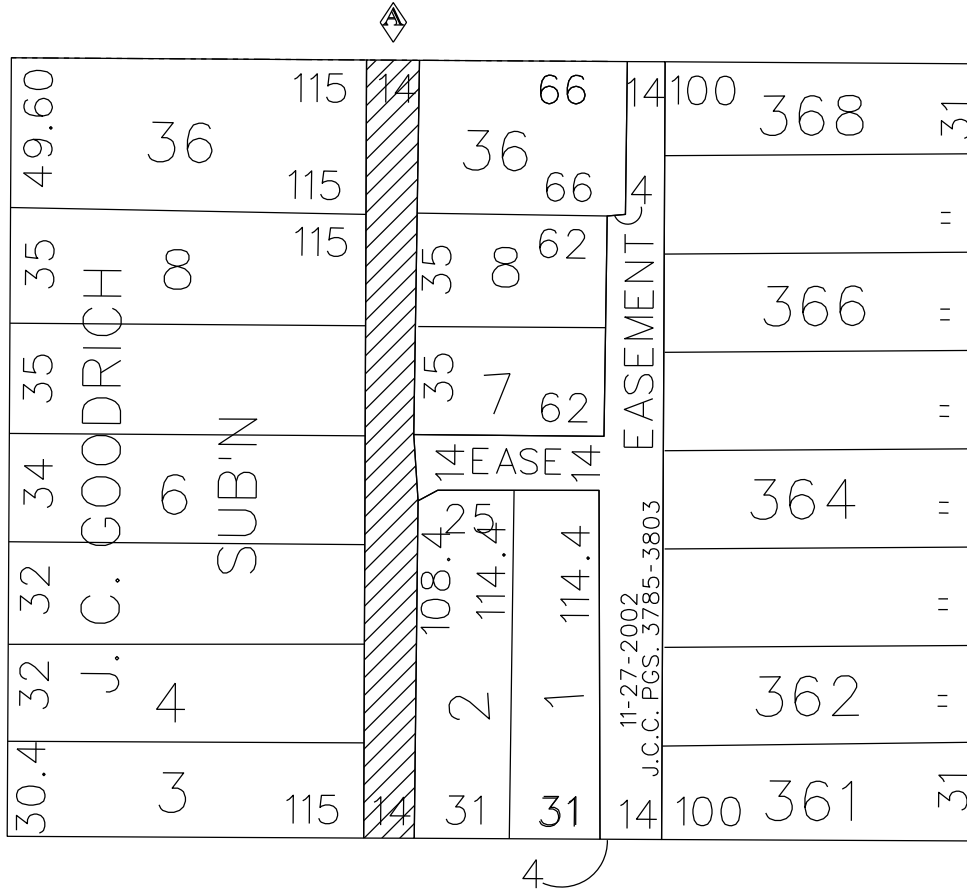 A
49.60 36 115 14 66 14 100 368 31
115 36 66 4
35 8 115 35 8 62 "
35 35 7 62 366 "
"
34 6 14 EASE 14 364 "
25
32 108.4 114.4 114.4 "
32 4 2 1 362 "
30.4 3 115 14 31 31 14 100 361 31
4
J. C. GOODRICH
SUB'N
EASEMENT
11-27-2002
J.C.C. PGS. 3785-3803